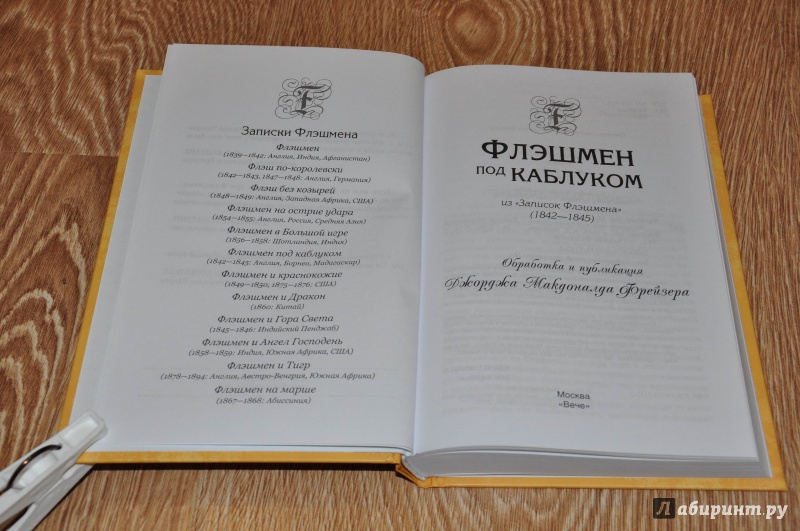 Записки Флэшмена
Флэшмен
(1839—1842: Англия, Индия, Афганистан)
Флэш по-королевски
(1842—1843, 1847—1848: Англия, Германия)
Флэш без козырей
(1848—1849: Англия, Западная Африка, США)
Флэшмен на острие удара
(1854—1855: Англия, Россия, Средняя Азия)
Флэшмен в Большой игре
(1856—1858: Шотландия, Индия)
Флэшмен под каблуком
(1842—1845: Англия, Борнео, Мадагаскар)
Флэшмен и краснокожие
(1849—1850, 1875—1876: США)
Флэшмен и Дракон
(1860: Китай)
Флэшмен и Гора Света
(1845—1846: Индийский Пенджаб)
Флэшмен и Ангел Господень
(1858—1859: Индия, Южная Африка, США)
Флэшмен и Тигр
(1878—1894: Англия, Австро-Венгрия, Южная Африка)
Флэшмен на марше
(1867—1868: Абиссиния)
Флэшмен
под каблуком
из «Записок Флэшмена»
(1842—1845)
Обработка и публикация
Джорджа Макдоналда Фрейзера
Москва
«Вече»
Лабиринт.ру